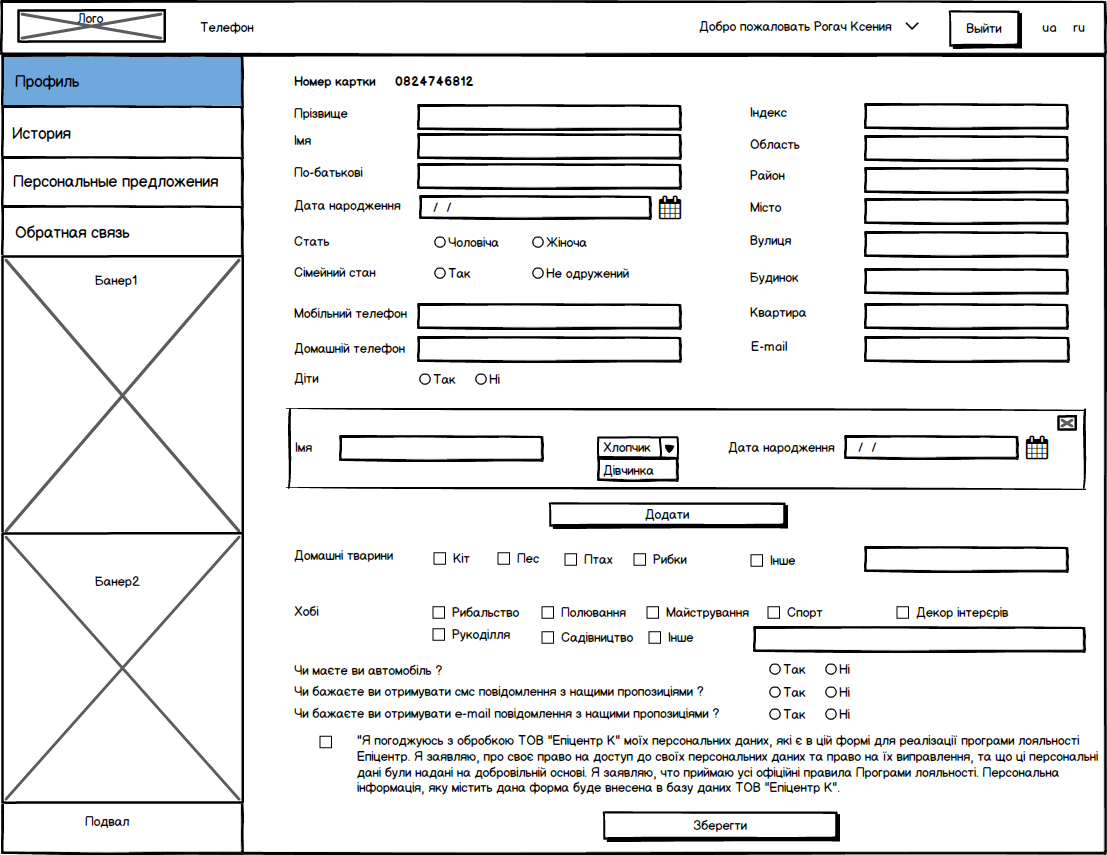 Лого
Телефон
Добро пожаловать Рогач Ксения
Выйти
ua ru
Профиль
История
Персональные предложения
Обратная связь
Банер1
Банер2
Подвал
Номер картки 0824746812
Прізвище
Імя
По-батькові
Дата народження / /
Стать Чоловіча Жіноча
Сімейний стан Так Не одружений
Мобільний телефон
Домашній телефон
Діти Так Ні
Індекс
Область
Район
Місто
Вулиця
Будинок
Квартира
E-mail
Імя Хлопчик Дата народження / /
Дівчинка
Додати
Домашні тварини Кіт Пес Птах Рибки Інше
Хобі Рибальство Полювання Майстрування Спорт Декор інтерєрів
Рукоділля Садівництво Інше
Чи маєте ви автомобіль ? Так Ні
Чи бажаєте ви отримувати смс повідомлення з нащими пропозиціями ? Так Ні
Чи бажаєте ви отримувати e-mail повідомлення з нащими пропозиціями ? Так Ні
"Я погоджуюсь з обробкою ТОВ "Епіцентр К" моїх персональних даних, які є в цій формі для реалізації програми лояльності
Епіцентр. Я заявляю, про своє право на доступ до своїх персональних даних та право на їх виправлення, та що ці персональні
дані були надані на добровільній основі. Я заявляю, что приймаю усі офіційні правила Програми лояльності. Персональна
інформація, яку містить дана форма буде внесена в базу даних ТОВ "Епіцентр К".
Зберегти